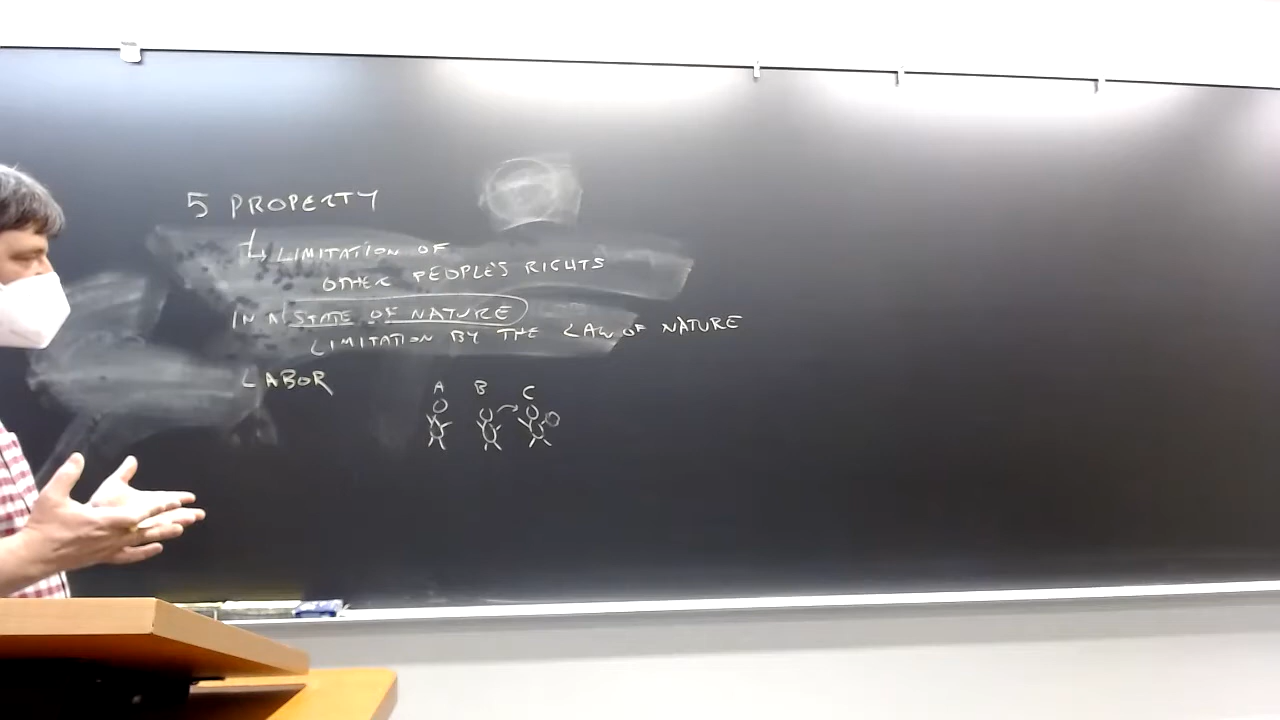 5 PROPERTY
↳ LIMITATION OF
OTHER PEOPLE'S RIGHTS
IN A STATE OF NATURE
LIMITATION BY THE LAW OF NATURE
LABOR
A B C